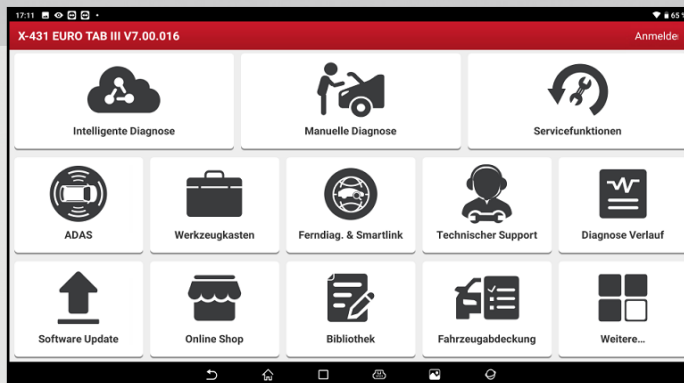 17:11
65 %
X-431 EURO TAB III V7.00.016
Anmelde
Intelligente Diagnose
Manuelle Diagnose
Servicefunktionen
ADAS
Werkzeugkasten
Ferndiag. & Smartlink
Technischer Support
Diagnose Verlauf
Software Update
Online Shop
Bibliothek
Fahrzeugabdeckung
Weitere...